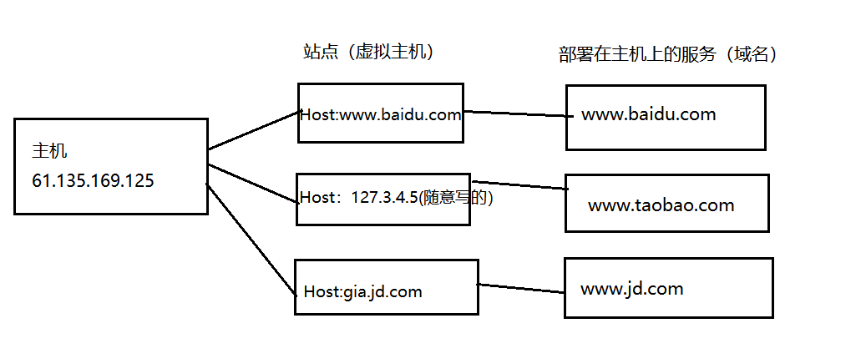 站点（虚拟主机）
部署在主机上的服务（域名）
主机
61.135.169.125
Host:www.baidu.com
www.baidu.com
Host：127.3.4.5(随意写的)
www.taobao.com
Host:gia.jd.com
www.jd.com